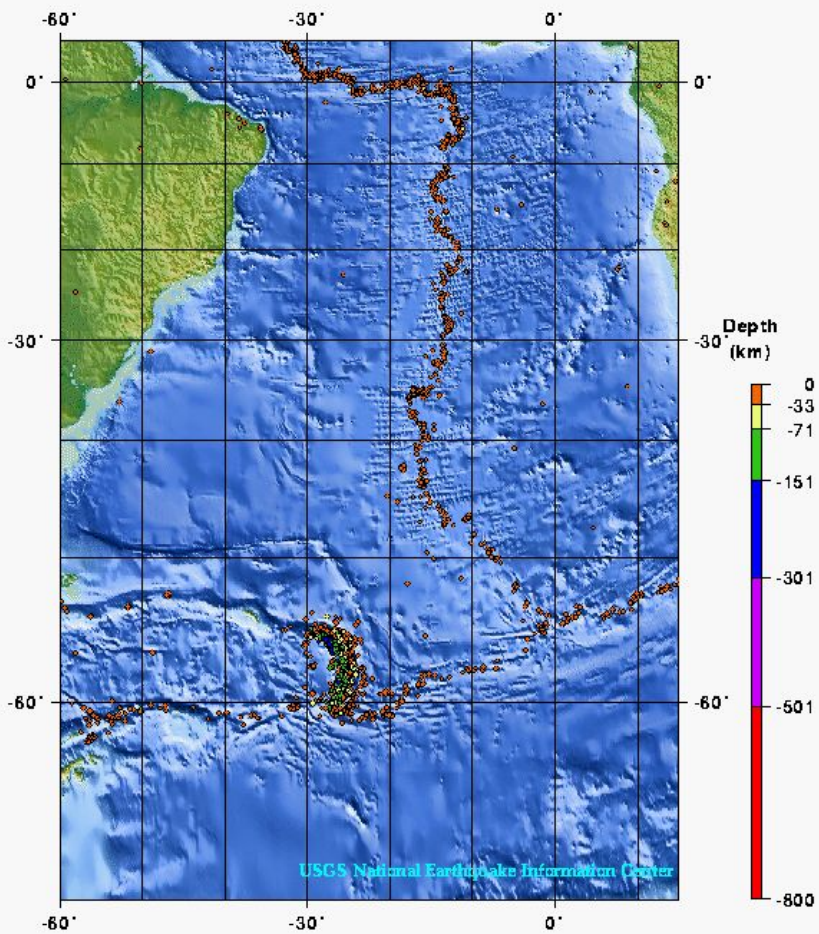 -60° -30° 0°
0° 0°
-30° -30°
Depth
(km)
0
-33
-71
-151
-301
-501
-800
-60° -60°
USGS National Earthquake Information Center
-60° -30° 0°